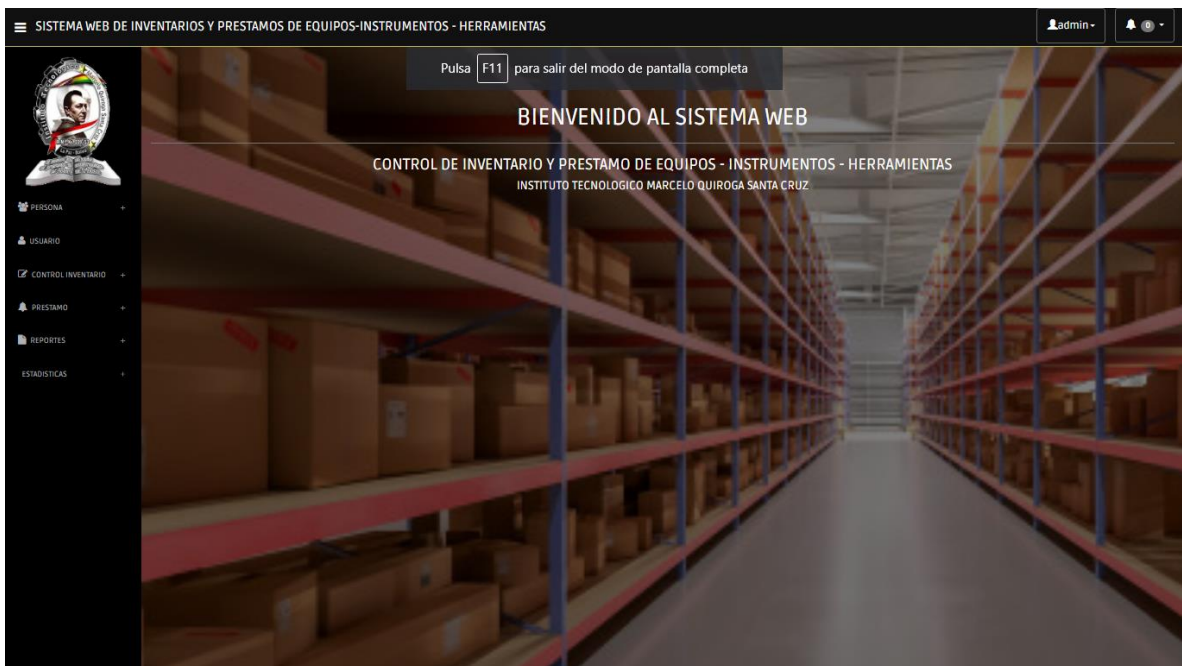 SISTEMA WEB DE INVENTARIOS Y PRESTAMOS DE EQUIPOS-INSTRUMENTOS - HERRAMIENTAS
admin
0
Pulsa F11 para salir del modo de pantalla completa
BIENVENIDO AL SISTEMA WEB
CONTROL DE INVENTARIO Y PRESTAMO DE EQUIPOS - INSTRUMENTOS - HERRAMIENTAS
INSTITUTO TECNOLOGICO MARCELO QUIROGA SANTA CRUZ
PERSONA +
USUARIO
CONTROL INVENTARIO +
PRESTAMO +
REPORTES +
ESTADISTICAS +